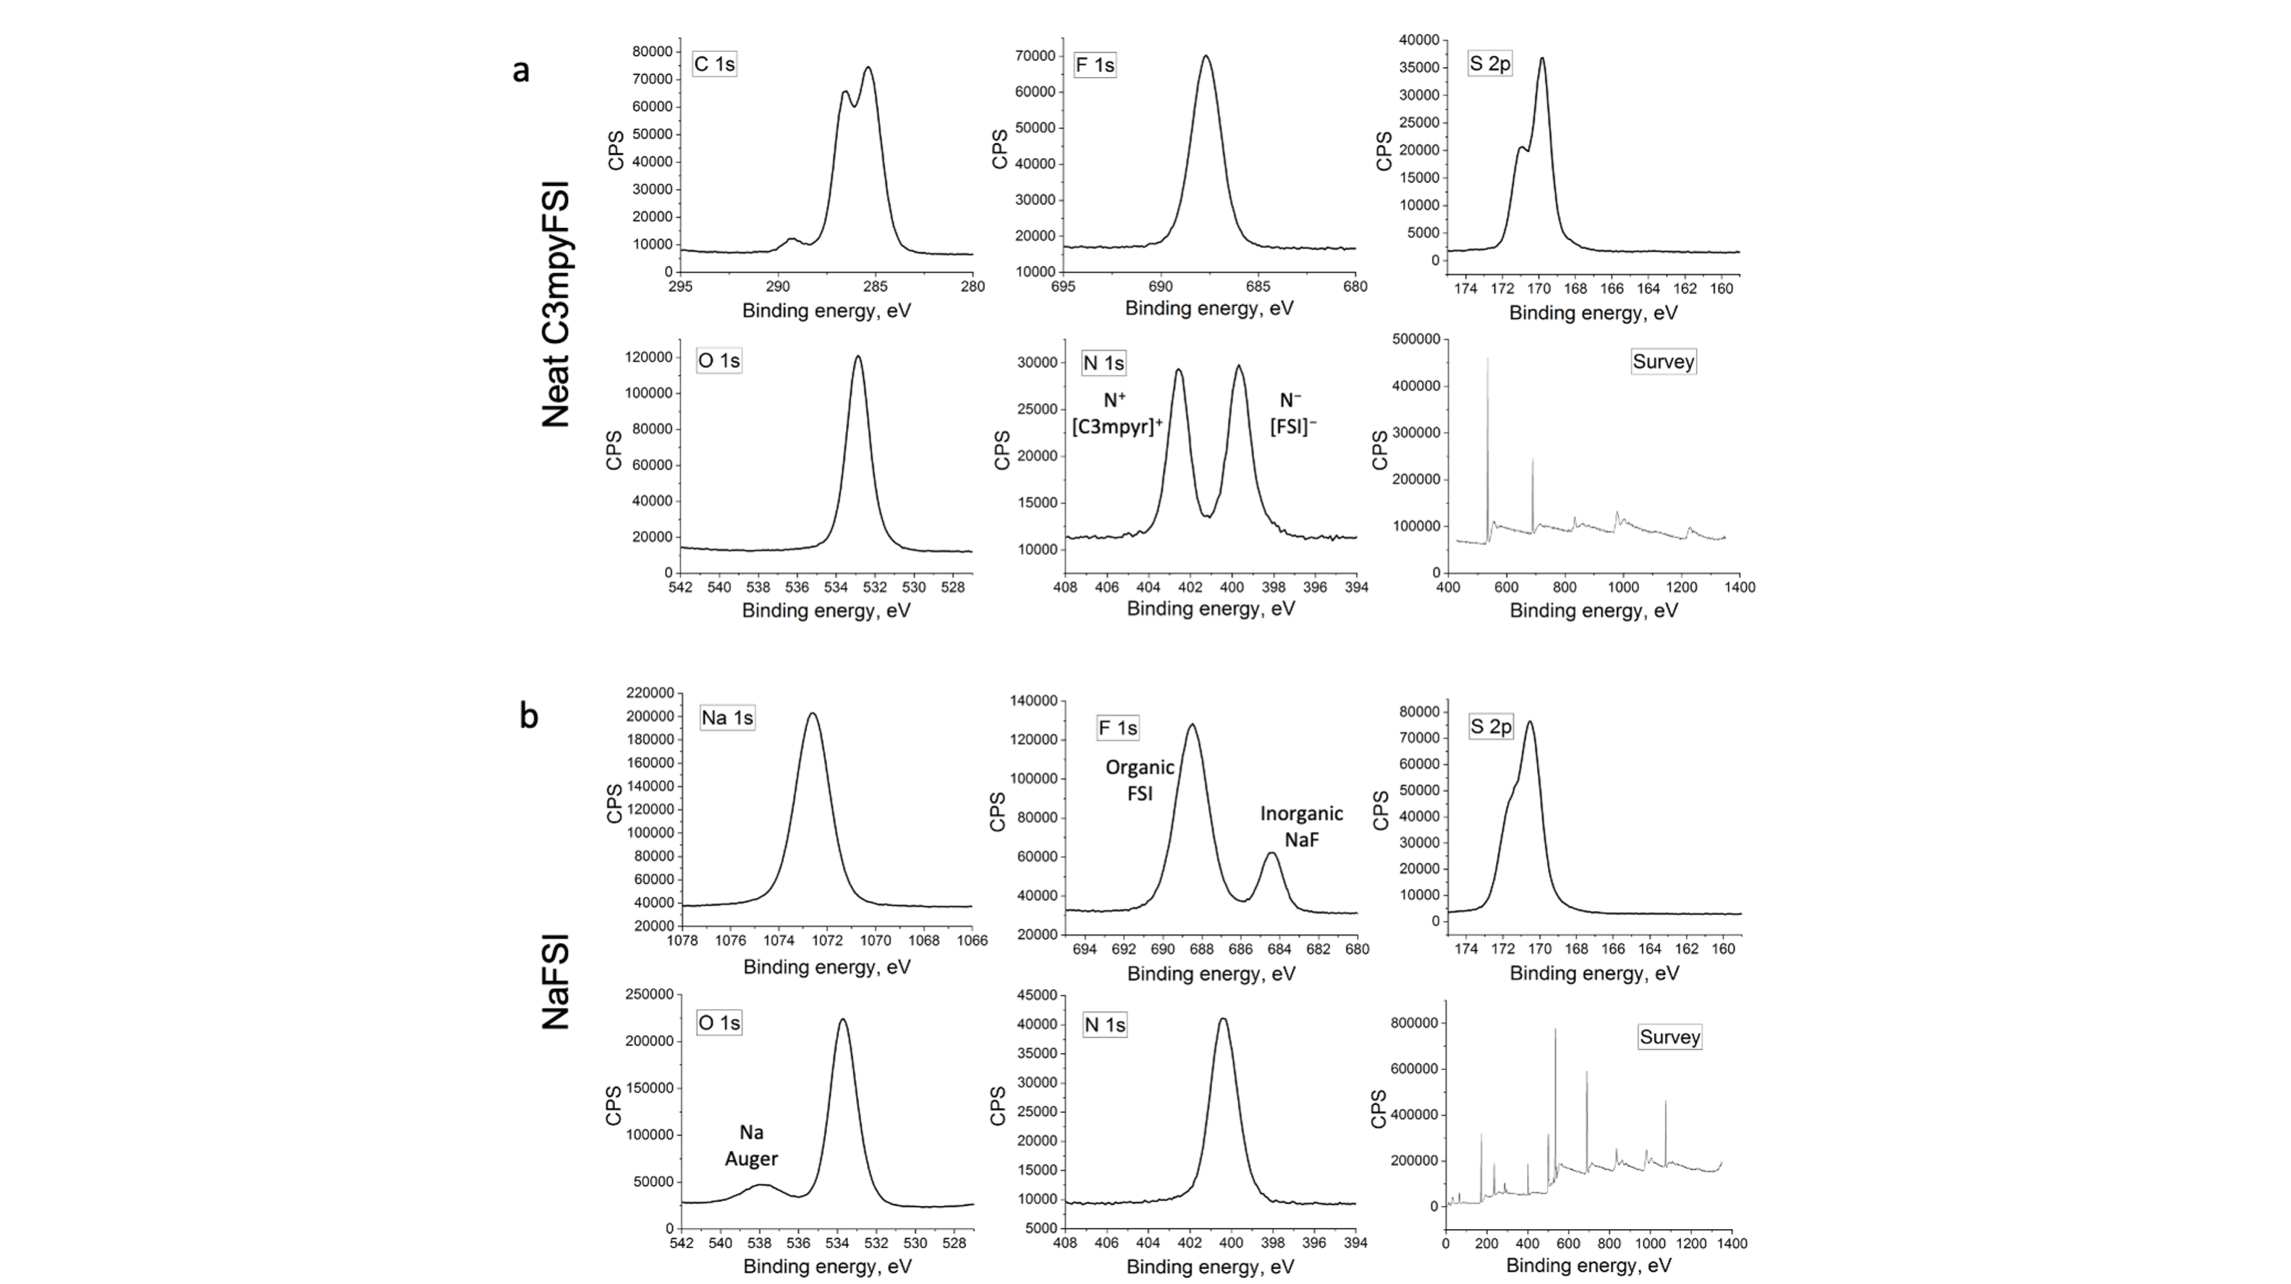 a
Neat C3mpyFSI
C 1s
80000
70000
60000
50000
40000
30000
20000
10000
0
CPS
295 290 285 280
Binding energy, eV
F 1s
70000
60000
50000
40000
30000
20000
10000
CPS
695 690 685 680
Binding energy, eV
S 2p
40000
35000
30000
25000
20000
15000
10000
5000
0
CPS
174 172 170 168 166 164 162 160
Binding energy, eV
O 1s
120000
100000
80000
60000
40000
20000
0
CPS
542 540 538 536 534 532 530 528
Binding energy, eV
N 1s
N⁺
[C3mpyr]⁺
N⁻
[FSI]⁻
30000
25000
20000
15000
10000
CPS
408 406 404 402 400 398 396 394
Binding energy, eV
Survey
500000
400000
300000
200000
100000
0
CPS
400 600 800 1000 1200 1400
Binding energy, eV
b
NaFSI
Na 1s
220000
200000
180000
160000
140000
120000
100000
80000
60000
40000
20000
CPS
1078 1076 1074 1072 1070 1068 1066
Binding energy, eV
F 1s
Organic
FSI
Inorganic
NaF
140000
120000
100000
80000
60000
40000
20000
CPS
694 692 690 688 686 684 682 680
Binding energy, eV
S 2p
80000
70000
60000
50000
40000
30000
20000
10000
0
CPS
174 172 170 168 166 164 162 160
Binding energy, eV
O 1s
Na
Auger
250000
200000
150000
100000
50000
0
CPS
542 540 538 536 534 532 530 528
Binding energy, eV
N 1s
45000
40000
35000
30000
25000
20000
15000
10000
5000
CPS
408 406 404 402 400 398 396 394
Binding energy, eV
Survey
800000
600000
400000
200000
0
CPS
0 200 400 600 800 1000 1200 1400
Binding energy, eV